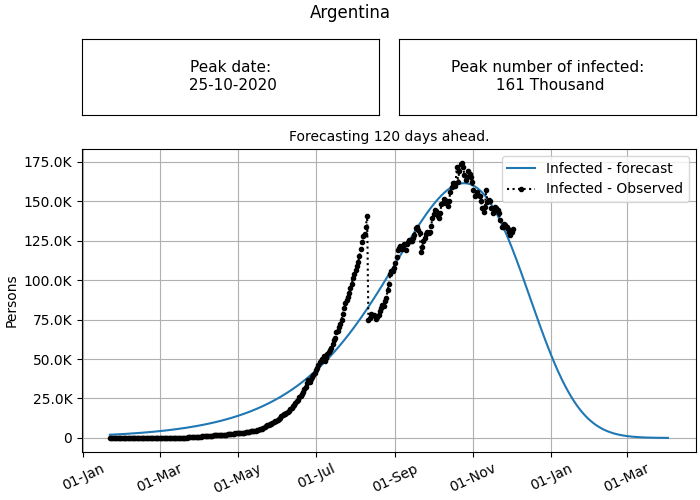 Argentina
Peak date:
25-10-2020
Peak number of infected:
161 Thousand
Forecasting 120 days ahead.
175.0K
150.0K
125.0K
100.0K
75.0K
50.0K
25.0K
0
Persons
Infected - forecast
Infected - Observed
01-Jan
01-Mar
01-May
01-Jul
01-Sep
01-Nov
01-Jan
01-Mar